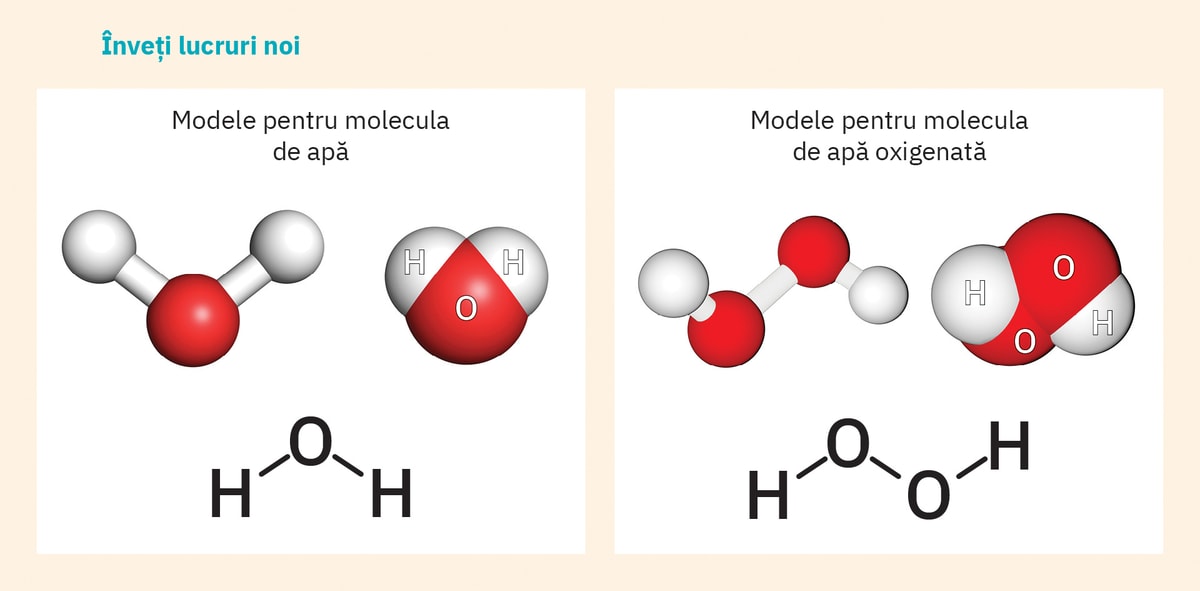 Înveți lucruri noi
Modele pentru molecula
de apă
H H
O
O
H H
Modele pentru molecula
de apă oxigenată
O
H
H
O
O H
H O